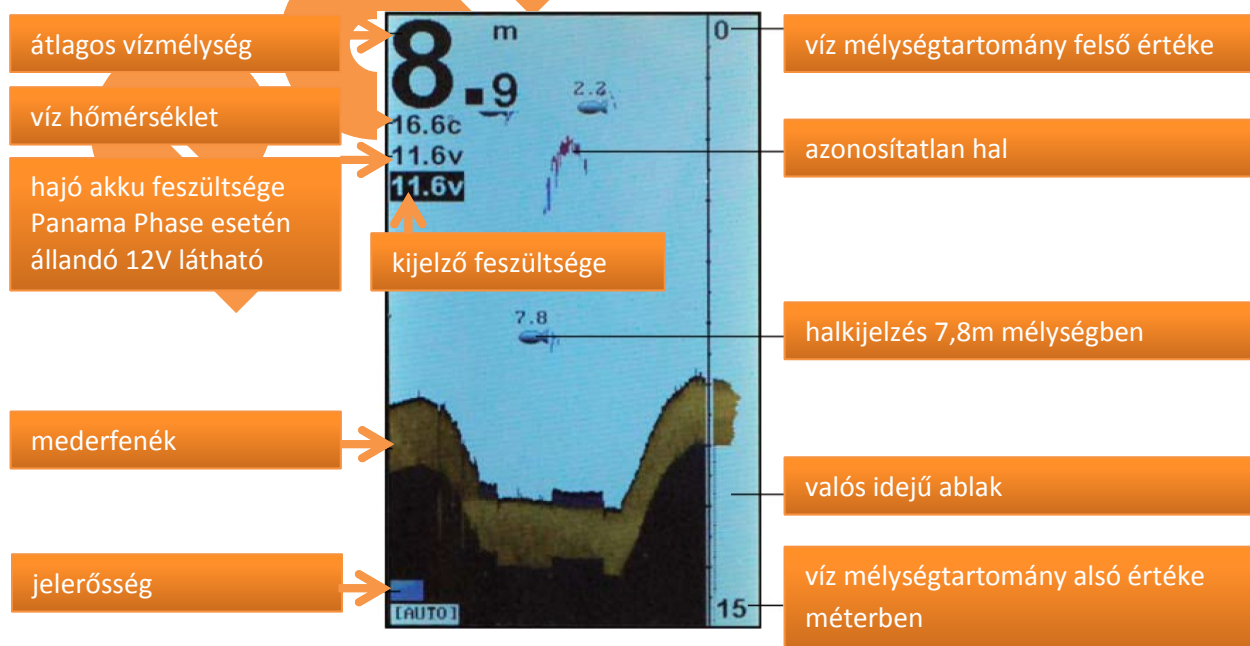 átlagos vízmélység
víz hőmérséklet
hajó akku feszültsége
Panama Phase esetén
állandó 12V látható
mederfenék
jelerősség
8.9 m
16.6c
11.6v
11.6v
kijelző feszültsége
2.2
7.8
[AUTO]
0
15
víz mélységtartomány felső értéke
azonosítatlan hal
halkijelzés 7,8m mélységben
valós idejű ablak
víz mélységtartomány alsó értéke
méterben